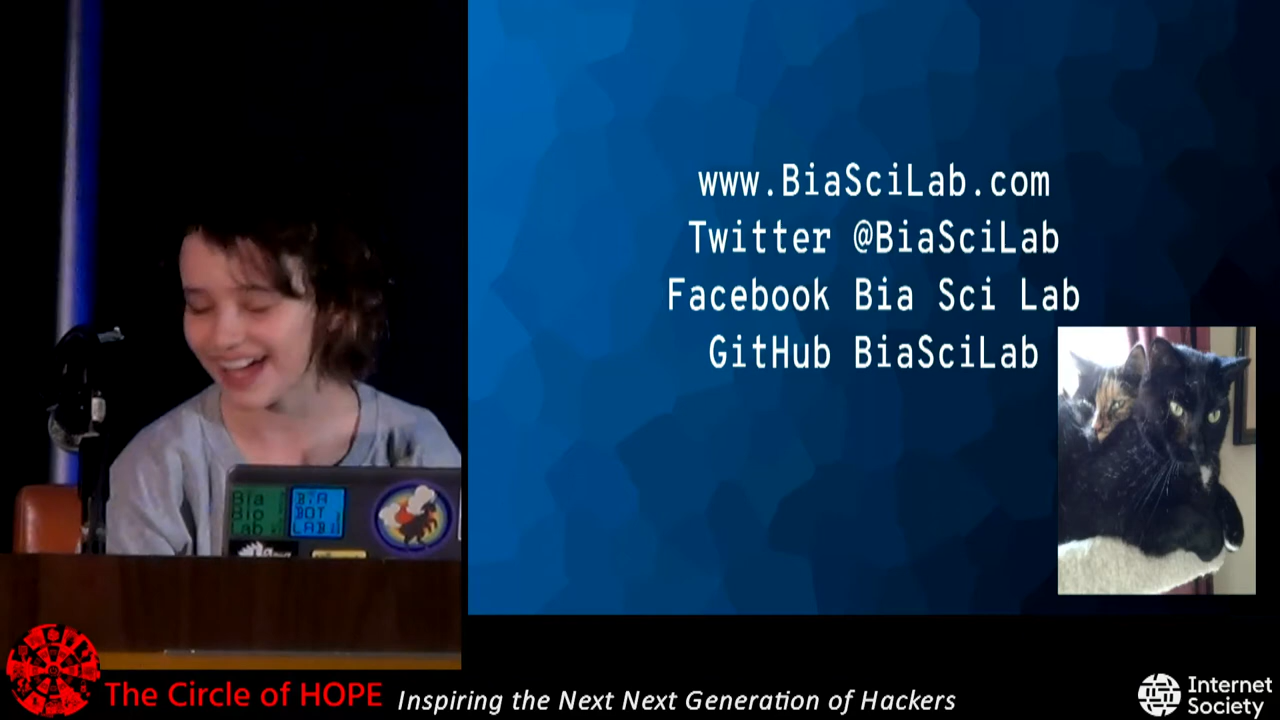 www.BiaSciLab.com
Twitter @BiaSciLab
Facebook Bia Sci Lab
GitHub BiaSciLab
Bia
Bio
Lab
BiA
BOT
LAB
The Circle of HOPE
Inspiring the Next Next Generation of Hackers
Internet
Society